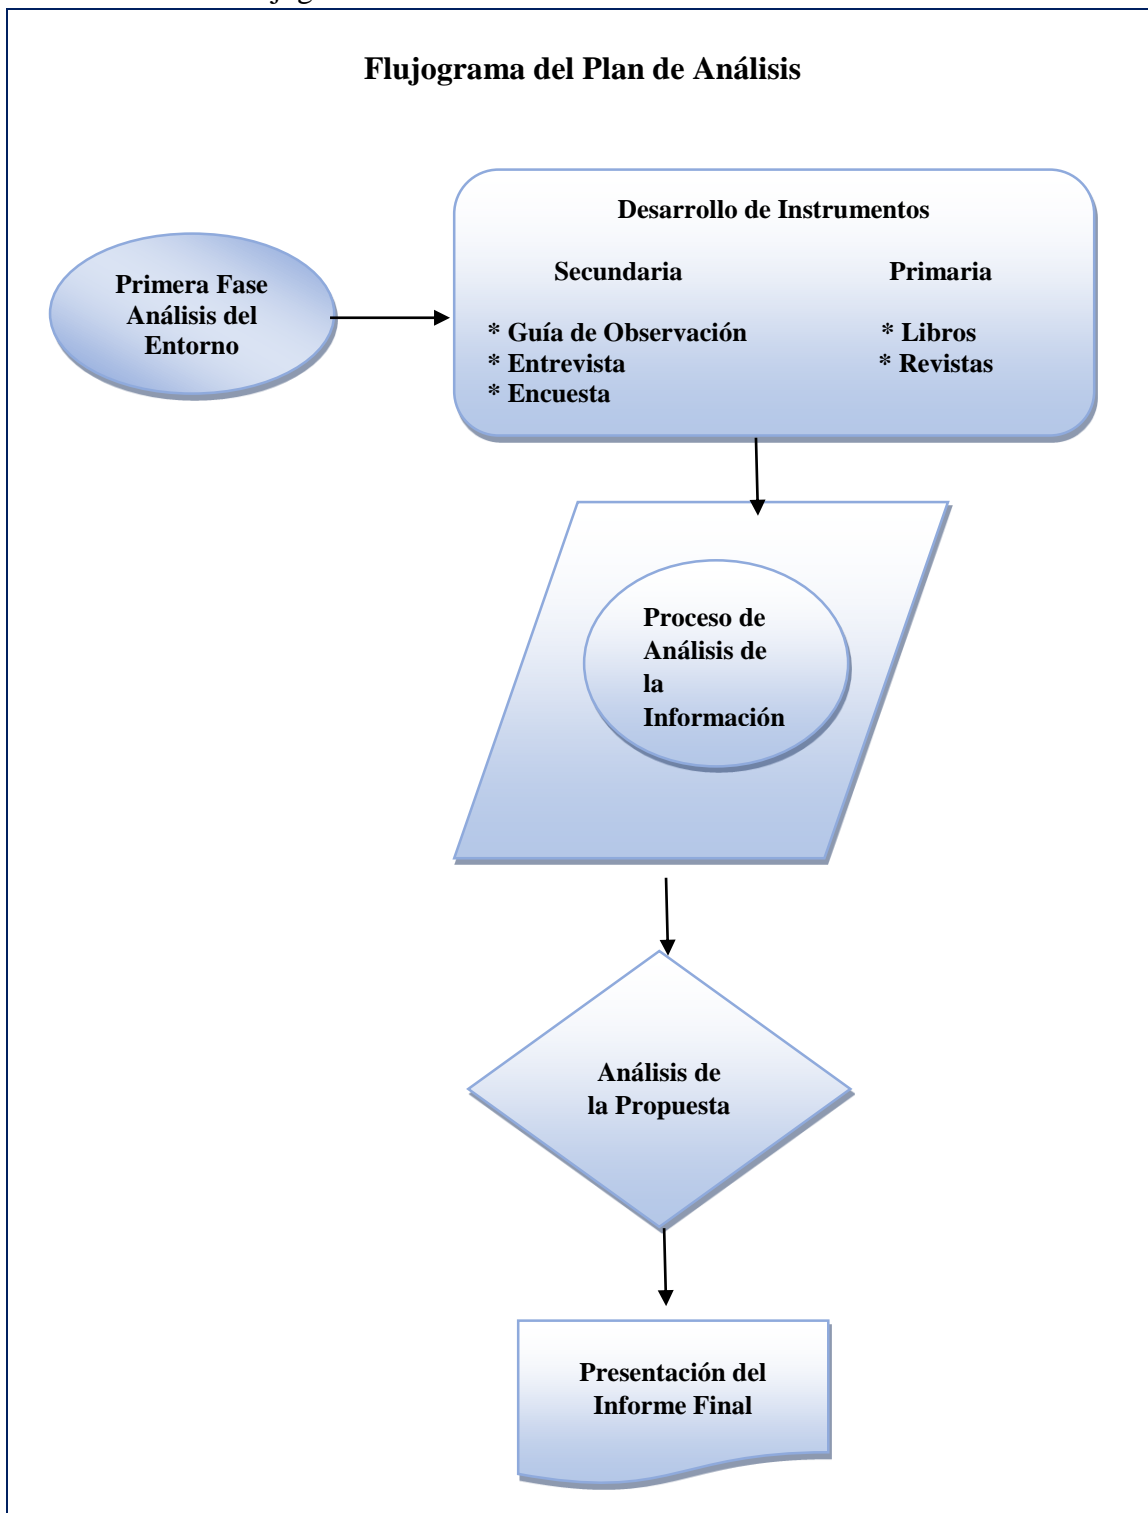 Flujograma del Plan de Análisis
Primera Fase
Análisis del
Entorno
Desarrollo de Instrumentos
Secundaria Primaria
* Guía de Observación * Libros
* Entrevista * Revistas
* Encuesta
Proceso de
Análisis de
la
Información
Análisis de
la Propuesta
Presentación del
Informe Final